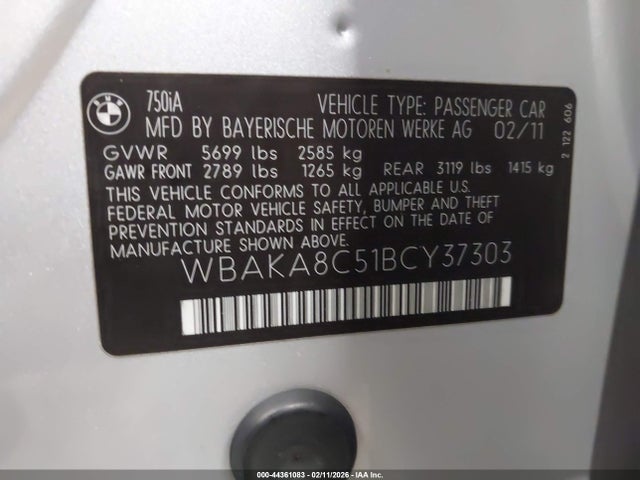 BMW
750iA VEHICLE TYPE: PASSENGER CAR
MFD BY BAYERISCHE MOTOREN WERKE AG 02/11
GVWR 5699 lbs 2585 kg
GAWR FRONT 2789 lbs 1265 kg REAR 3119 lbs 1415 kg
THIS VEHICLE CONFORMS TO ALL APPLICABLE U.S.
FEDERAL MOTOR VEHICLE SAFETY, BUMPER AND THEFT
PREVENTION STANDARDS IN EFFECT ON THE DATE OF
MANUFACTURE SHOWN ABOVE.
WBAKA8C51BCY37303
2 122 606
000-44361083 - 02/11/2026 - IAA Inc.